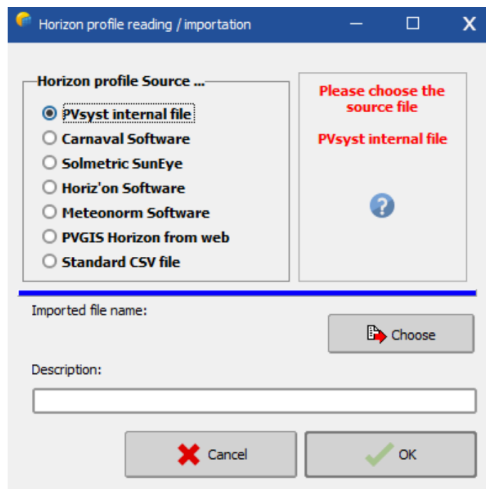 Horizon profile reading / importation
Horizon profile Source ...
PVsyst internal file
Carnaval Software
Solmetric SunEye
Horiz'on Software
Meteonorm Software
PVGIS Horizon from web
Standard CSV file
Please choose the
source file
PVsyst internal file
?
Imported file name:
Choose
Description:
Cancel
OK